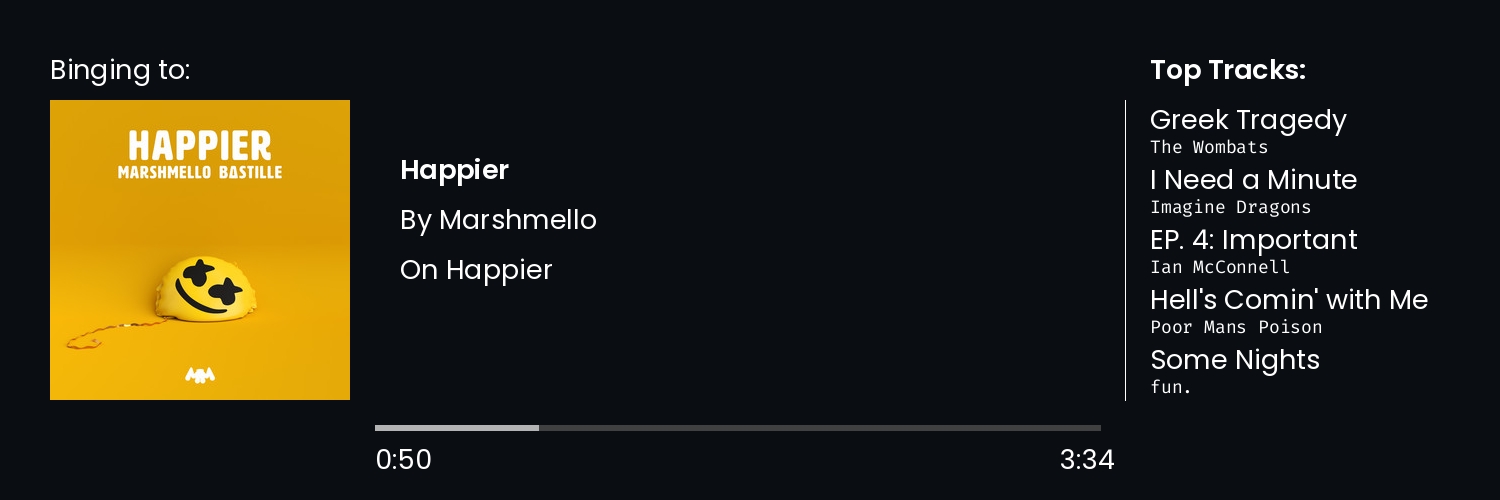 Binging to:
HAPPIER
MARSHMELLO BASTILLE
Happier
By Marshmello
On Happier
0:50
3:34
Top Tracks:
Greek Tragedy
The Wombats
I Need a Minute
Imagine Dragons
EP. 4: Important
Ian McConnell
Hell's Comin' with Me
Poor Mans Poison
Some Nights
fun.